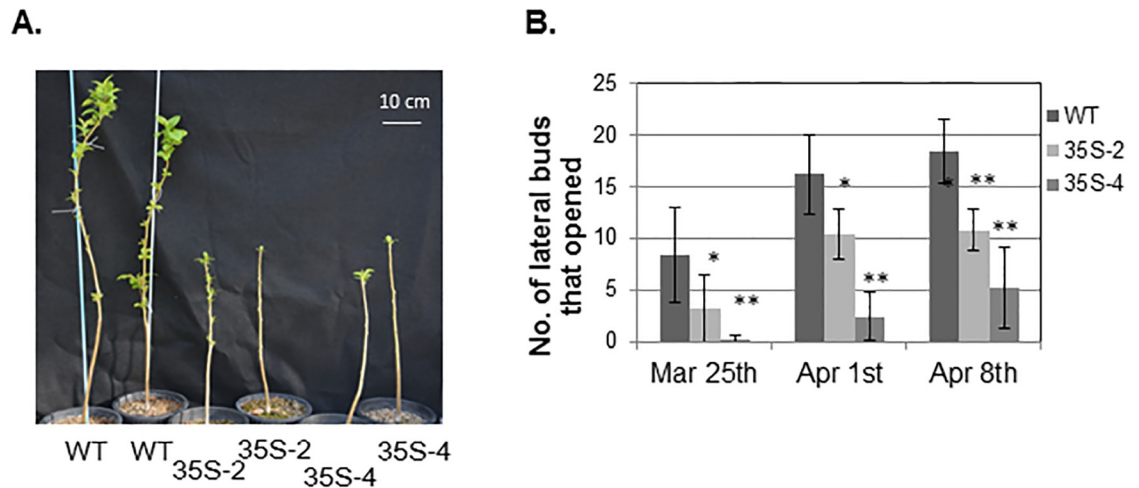 A.
10 cm
WT WT 35S-2 35S-2 35S-4 35S-4
B.
No. of lateral buds
that opened
25
20
15
10
5
0
* ** * ** * ** **
Mar 25th Apr 1st Apr 8th
WT
35S-2
35S-4